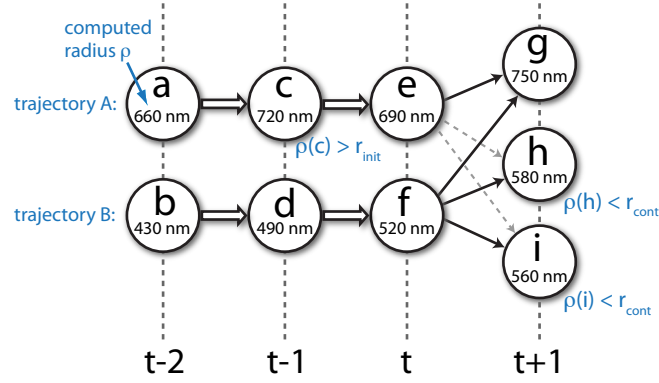 computed
radius ρ
trajectory A:
a
660 nm
c
720 nm
e
690 nm
g
750 nm
ρ(c) > r_init
h
580 nm
ρ(h) < r_cont
trajectory B:
b
430 nm
d
490 nm
f
520 nm
i
560 nm
ρ(i) < r_cont
t-2
t-1
t
t+1